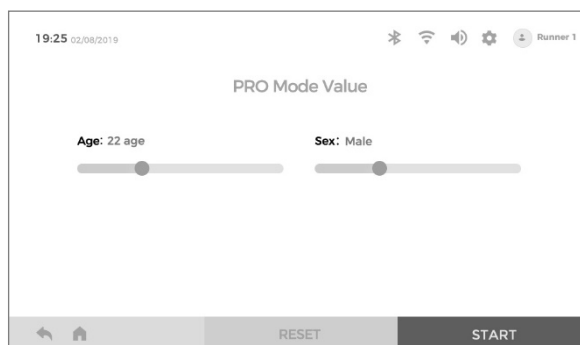 19:25 02/08/2019 Runner 1
PRO Mode Value
Age: 22 age Sex: Male
RESET START